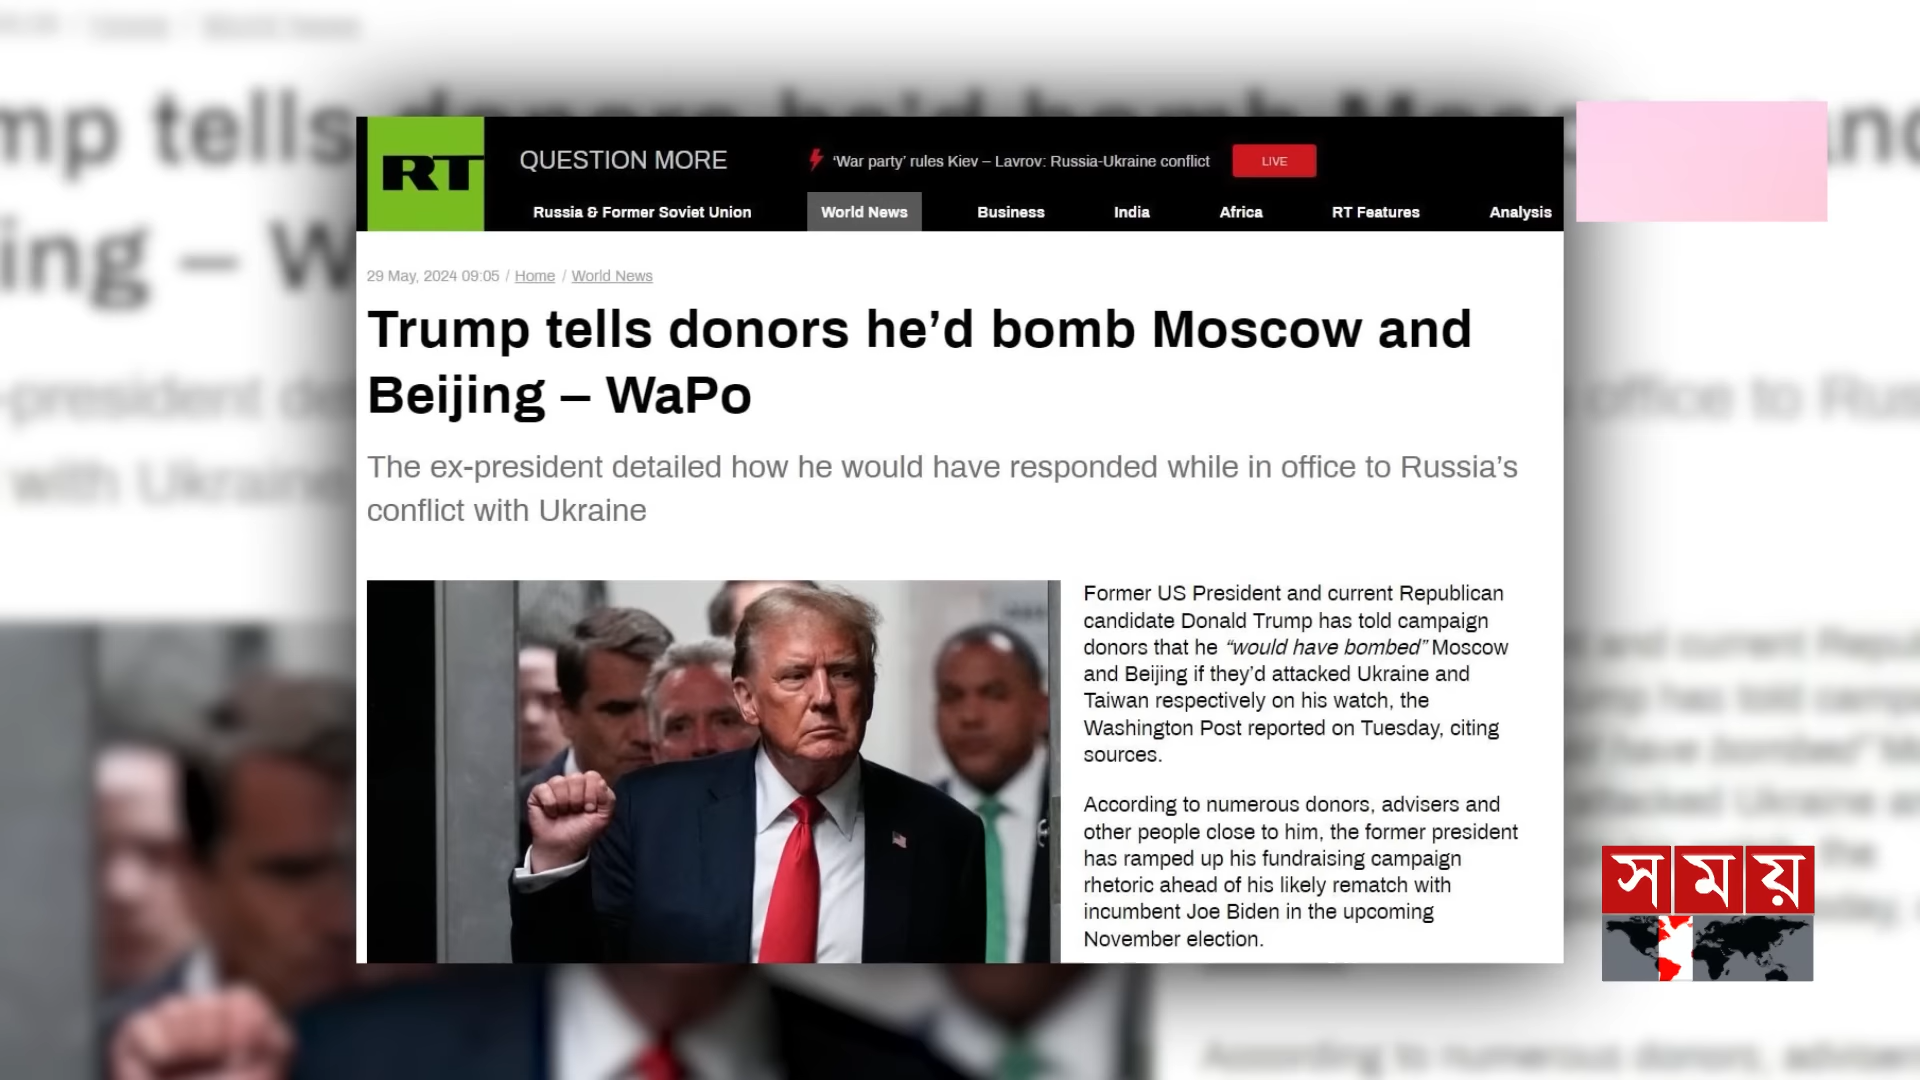 RT
QUESTION MORE
‘War party’ rules Kiev – Lavrov: Russia-Ukraine conflict
LIVE
Russia & Former Soviet Union
World News
Business
India
Africa
RT Features
Analysis
29 May, 2024 09:05 / Home / World News
Trump tells donors he’d bomb Moscow and
Beijing – WaPo
The ex-president detailed how he would have responded while in office to Russia’s
conflict with Ukraine
Former US President and current Republican
candidate Donald Trump has told campaign
donors that he “would have bombed” Moscow
and Beijing if they’d attacked Ukraine and
Taiwan respectively on his watch, the
Washington Post reported on Tuesday, citing
sources.
According to numerous donors, advisers and
other people close to him, the former president
has ramped up his fundraising campaign
rhetoric ahead of his likely rematch with
incumbent Joe Biden in the upcoming
November election.
সময়